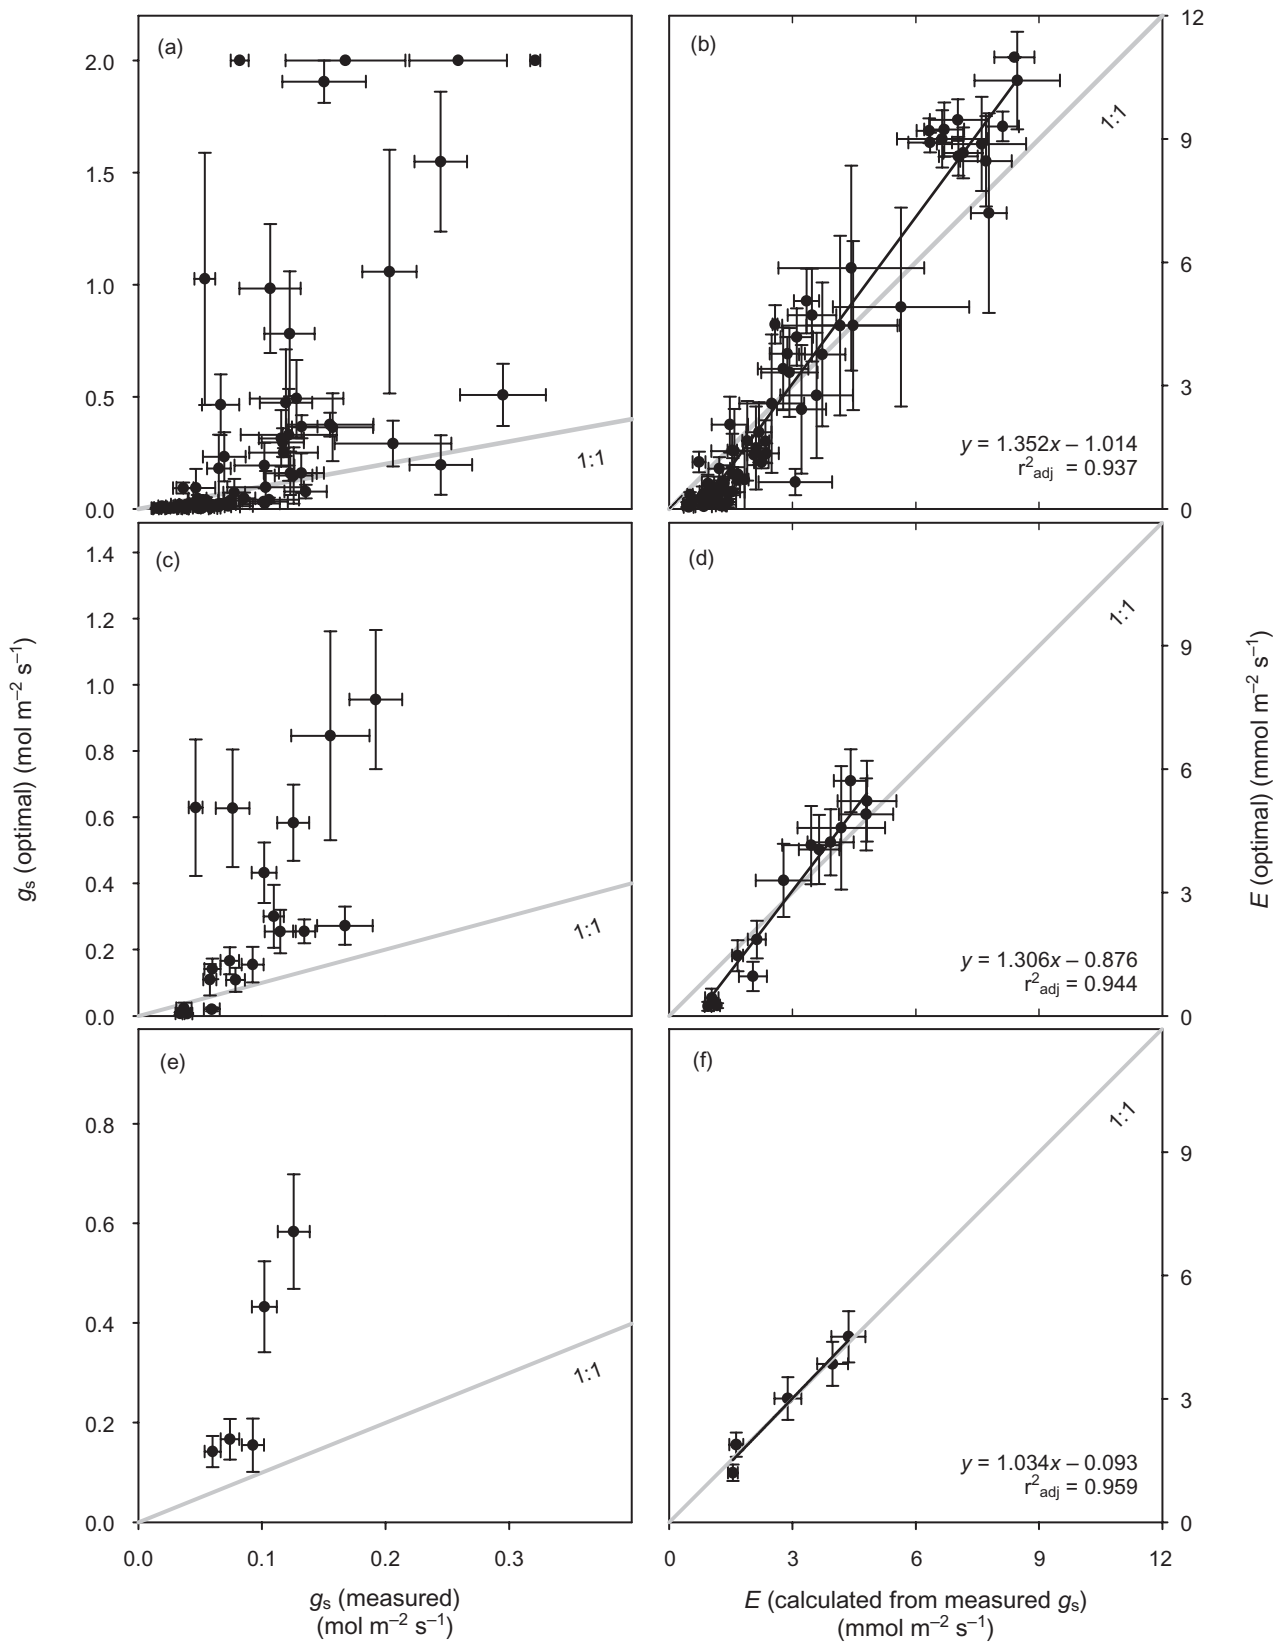 (a)
2.0
1.5
1.0
0.5
0.0
1:1
(b)
12
9
6
3
0
1:1
y = 1.352x – 1.014
r²adj = 0.937
(c)
1.4
1.2
1.0
0.8
0.6
0.4
0.2
0.0
1:1
gs (optimal) (mol m–2 s–1)
(d)
9
6
3
0
1:1
y = 1.306x – 0.876
r²adj = 0.944
E (optimal) (mmol m–2 s–1)
(e)
0.8
0.6
0.4
0.2
0.0
1:1
0.0 0.1 0.2 0.3
gs (measured)
(mol m–2 s–1)
(f)
9
6
3
0
1:1
y = 1.034x – 0.093
r²adj = 0.959
0 3 6 9 12
E (calculated from measured gs)
(mmol m–2 s–1)